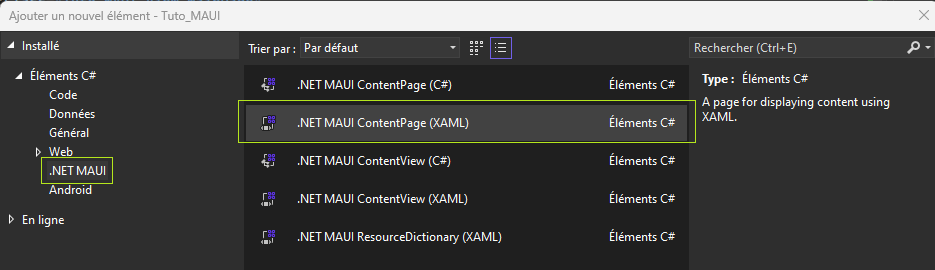 Ajouter un nouvel élément - Tuto_MAUI
Installé
Éléments C#
Code
Données
Général
Web
.NET MAUI
Android
En ligne
Trier par : Par défaut
.NET MAUI ContentPage (C#) Éléments C#
.NET MAUI ContentPage (XAML) Éléments C#
.NET MAUI ContentView (C#) Éléments C#
.NET MAUI ContentView (XAML) Éléments C#
.NET MAUI ResourceDictionary (XAML) Éléments C#
Rechercher (Ctrl+E)
Type : Éléments C#
A page for displaying content using
XAML.